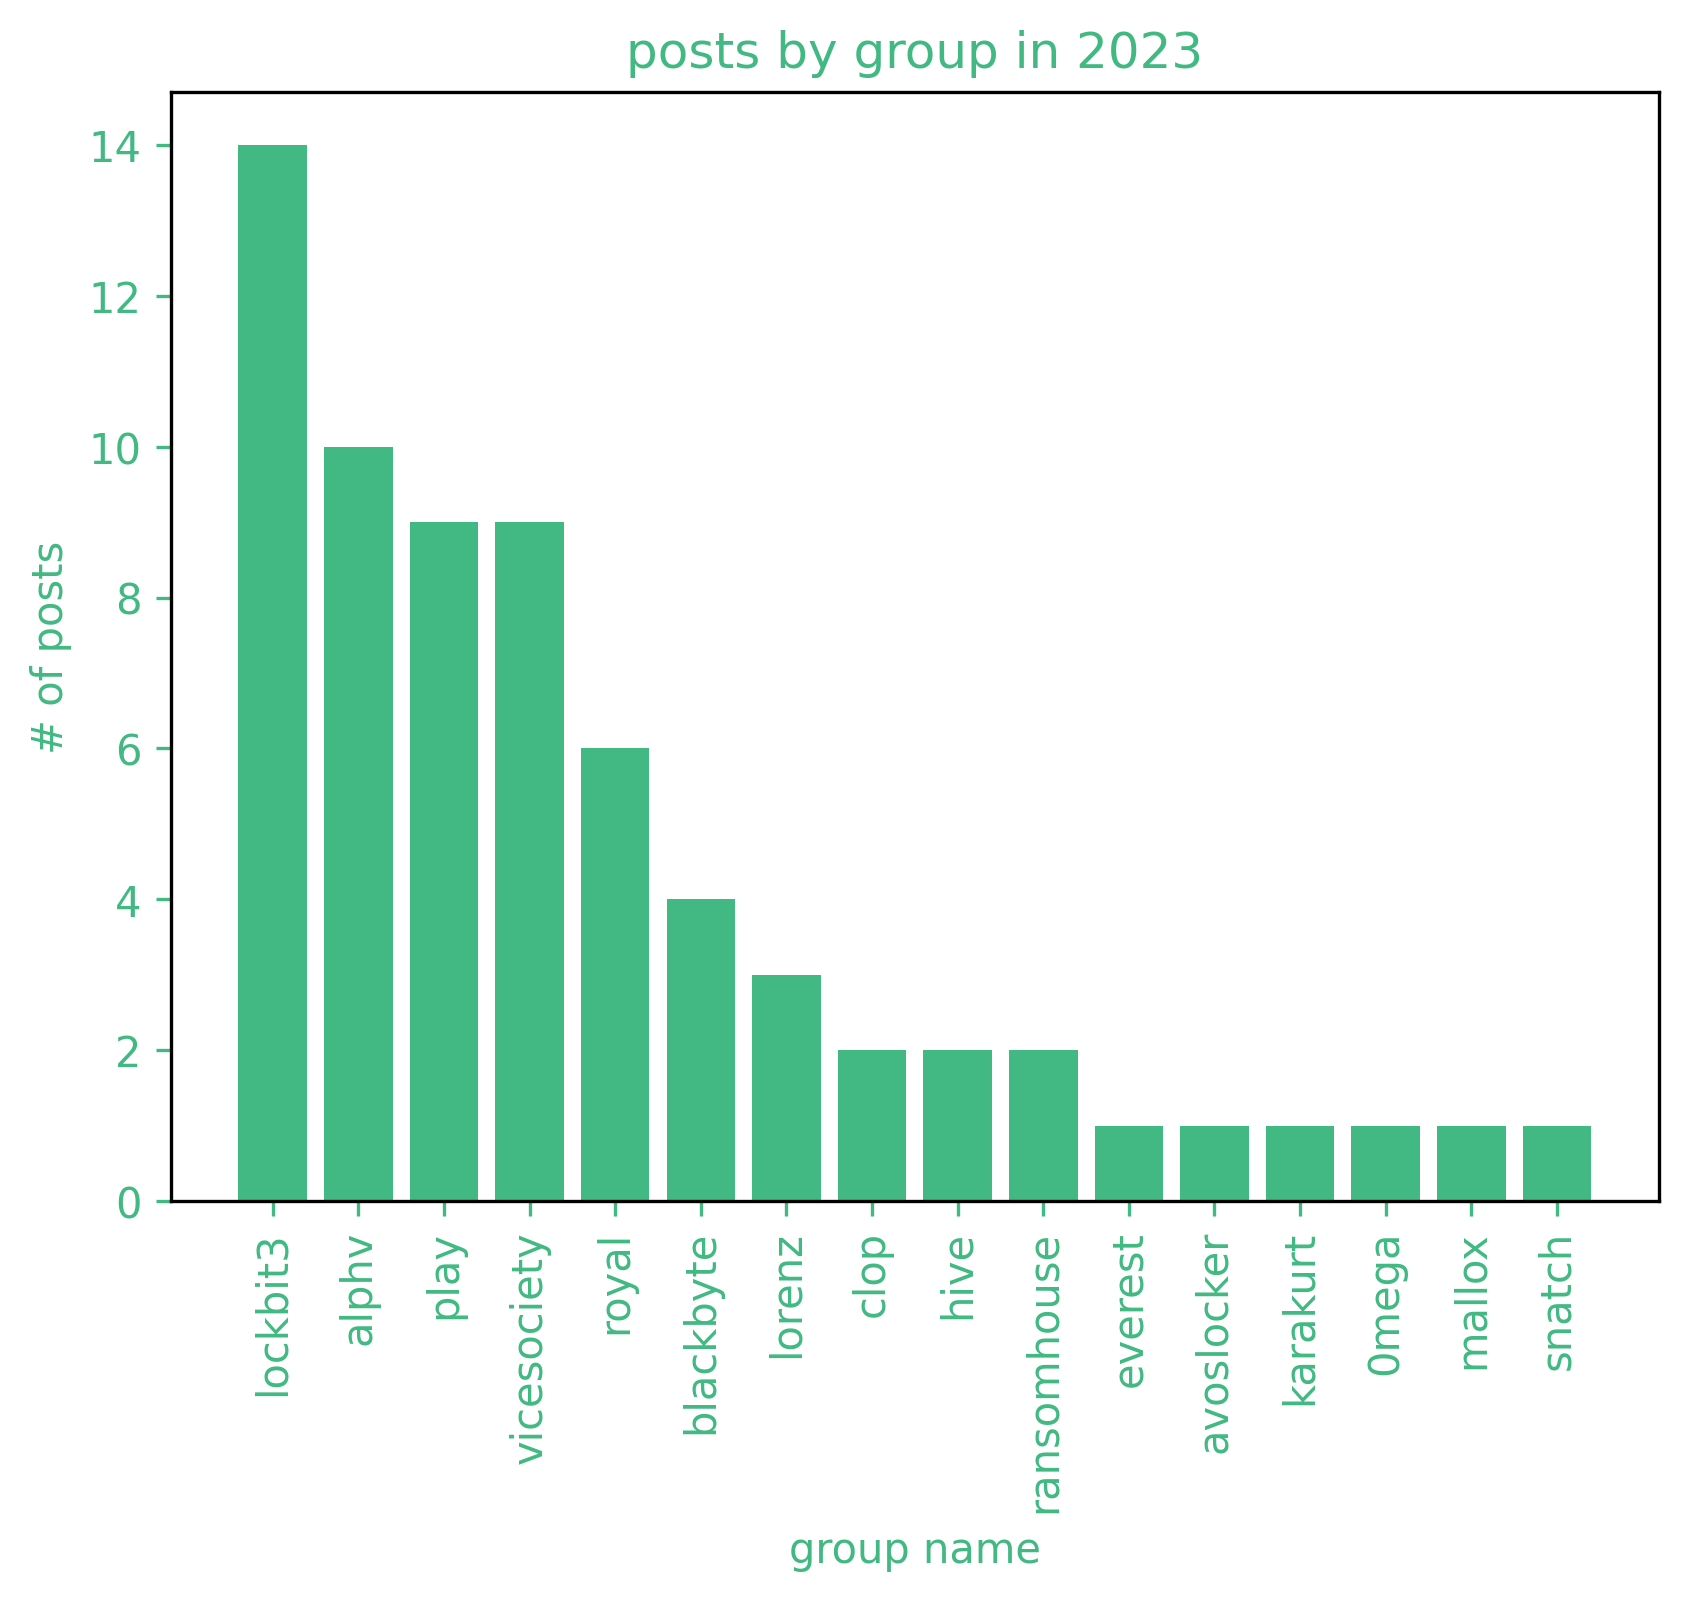 posts by group in 2023
# of posts
14
12
10
8
6
4
2
0
lockbit3
alphv
play
vicesociety
royal
blackbyte
lorenz
clop
hive
ransomhouse
everest
avoslocker
karakurt
0mega
mallox
snatch
group name